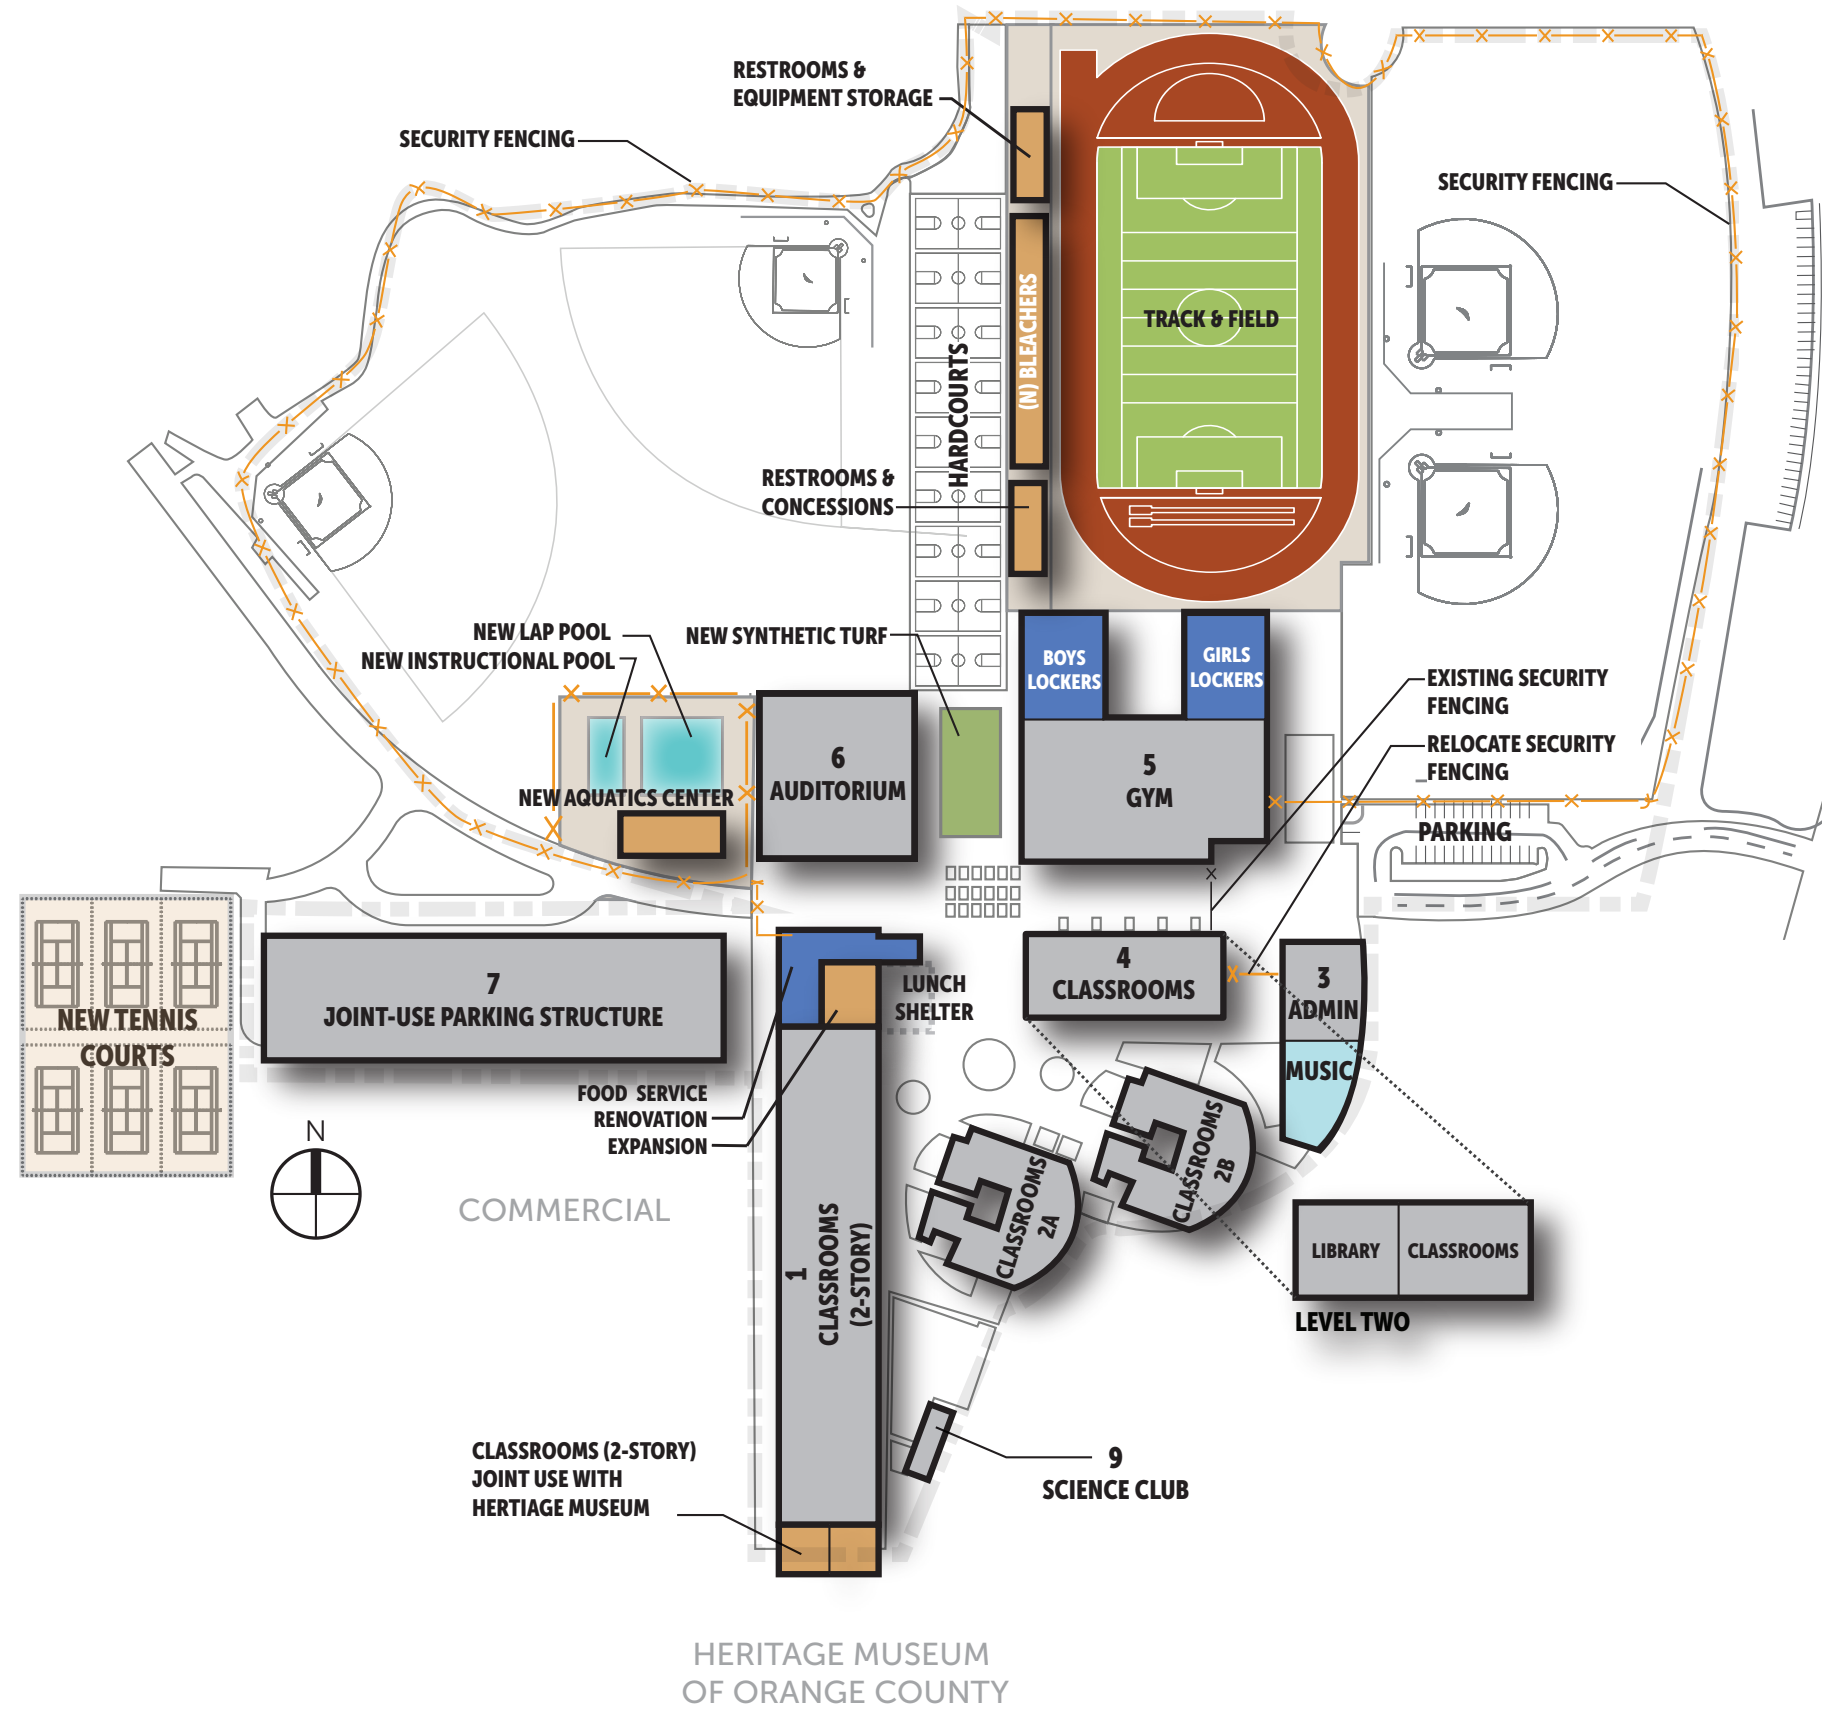 RESTROOMS &
EQUIPMENT STORAGE
SECURITY FENCING
SECURITY FENCING
(N) BLEACHERS
TRACK & FIELD
HARDCOURTS
RESTROOMS &
CONCESSIONS
NEW LAP POOL
NEW INSTRUCTIONAL POOL
NEW SYNTHETIC TURF
BOYS
LOCKERS
GIRLS
LOCKERS
EXISTING SECURITY
FENCING
RELOCATE SECURITY
FENCING
6
AUDITORIUM
5
GYM
NEW AQUATICS CENTER
PARKING
NEW TENNIS
COURTS
7
JOINT-USE PARKING STRUCTURE
LUNCH
SHELTER
4
CLASSROOMS
3
ADMIN
MUSIC
FOOD SERVICE
RENOVATION
EXPANSION
N
COMMERCIAL
1
CLASSROOMS
(2-STORY)
CLASSROOMS
2A
CLASSROOMS
2B
LIBRARY
CLASSROOMS
LEVEL TWO
CLASSROOMS (2-STORY)
JOINT USE WITH
HERTIAGE MUSEUM
9
SCIENCE CLUB
HERITAGE MUSEUM
OF ORANGE COUNTY